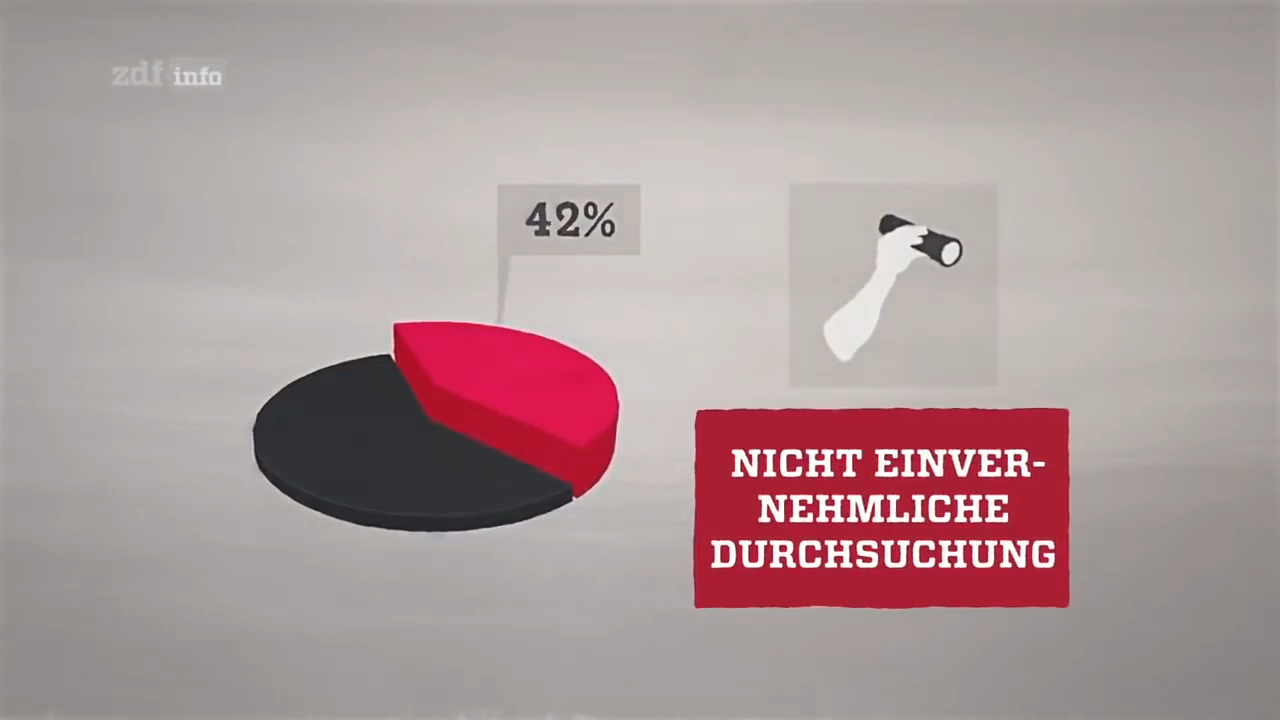 zdf info
42%
NICHT EINVER-
NEHMLICHE
DURCHSUCHUNG